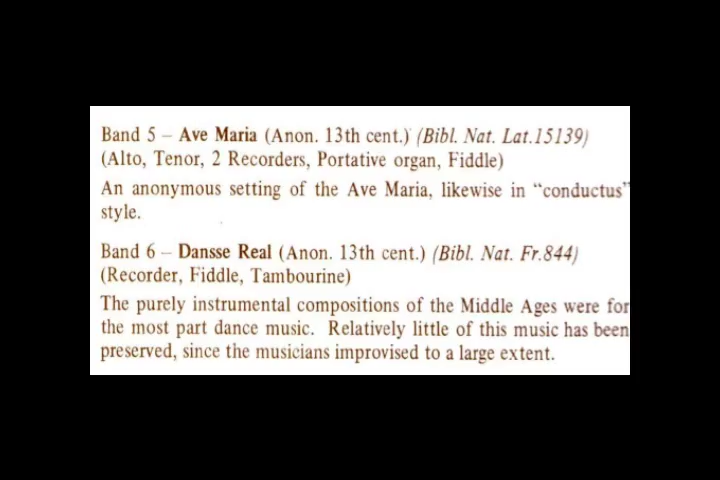 Band 5 – Ave Maria (Anon. 13th cent.) (Bibl. Nat. Lat.15139)
(Alto, Tenor, 2 Recorders, Portative organ, Fiddle)
An anonymous setting of the Ave Maria, likewise in “conductus”
style.
Band 6 – Dansse Real (Anon. 13th cent.) (Bibl. Nat. Fr.844)
(Recorder, Fiddle, Tambourine)
The purely instrumental compositions of the Middle Ages were for
the most part dance music. Relatively little of this music has been
preserved, since the musicians improvised to a large extent.